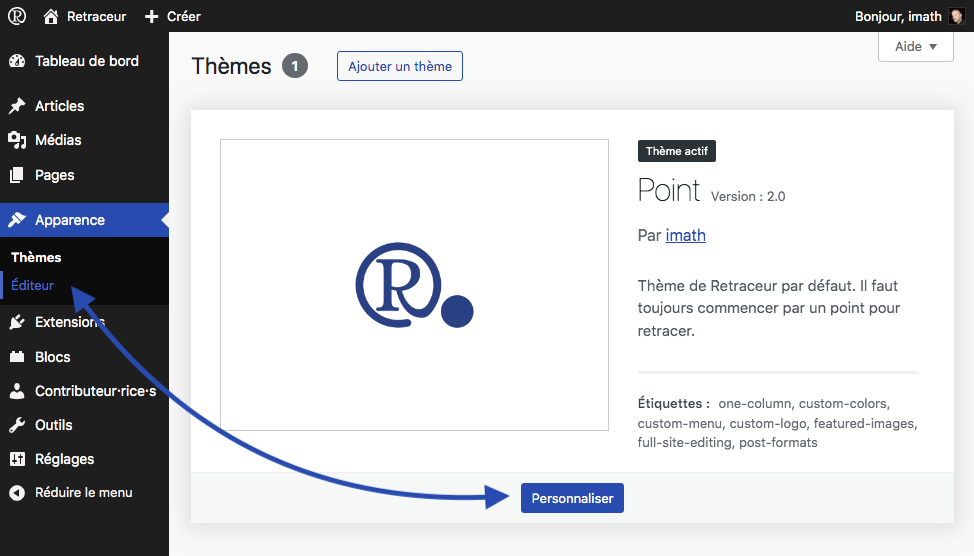 Retraceur
Créer
Bonjour, imath
Tableau de bord
Articles
Médias
Pages
Apparence
Thèmes
Éditeur
Extensions
Blocs
Contributeur·rice·s
Outils
Réglages
Réduire le menu
Aide
Thèmes 1
Ajouter un thème
R
Thème actif
Point Version : 2.0
Par imath
Thème de Retraceur par défaut. Il faut
toujours commencer par un point pour
retracer.
Étiquettes : one-column, custom-colors,
custom-menu, custom-logo, featured-images,
full-site-editing, post-formats
Personnaliser